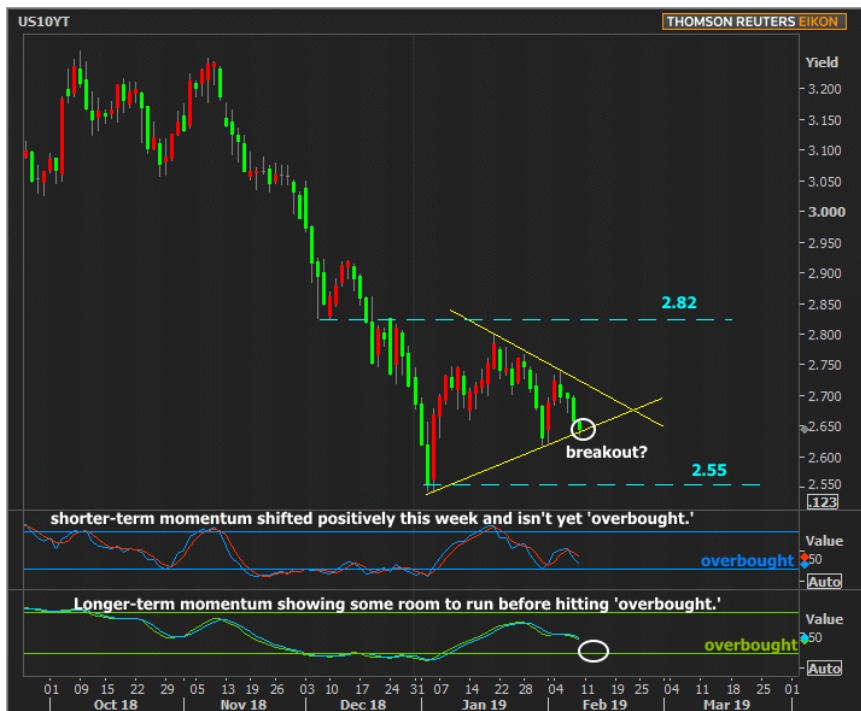 US10YT
THOMSON REUTERS EIKON
Yield
3.200
3.150
3.100
3.050
3.000
2.950
2.900
2.850
2.82
2.800
2.750
2.700
2.650
breakout?
2.600
2.55
2.550
.123
shorter-term momentum shifted positively this week and isn't yet 'overbought.'
Value
overbought
50
Auto
Longer-term momentum showing some room to run before hitting 'overbought.'
Value
50
overbought
Auto
01 09 15 22 29 05 13 19 26 03 10 17 24 31 07 14 22 28 04 11 19 25 04 11 18 25 01
Oct 18 Nov 18 Dec 18 Jan 19 Feb 19 Mar 19